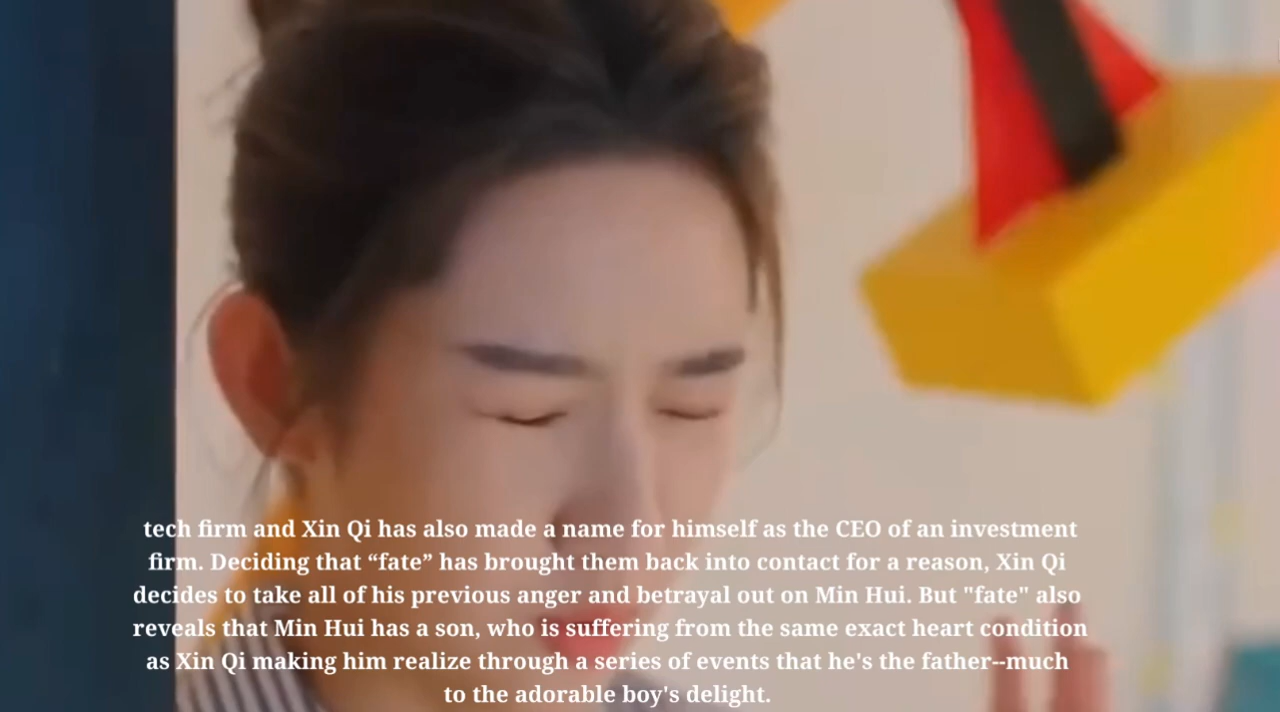 tech firm and Xin Qi has also made a name for himself as the CEO of an investment
firm. Deciding that “fate” has brought them back into contact for a reason, Xin Qi
decides to take all of his previous anger and betrayal out on Min Hui. But "fate" also
reveals that Min Hui has a son, who is suffering from the same exact heart condition
as Xin Qi making him realize through a series of events that he's the father--much
to the adorable boy's delight.